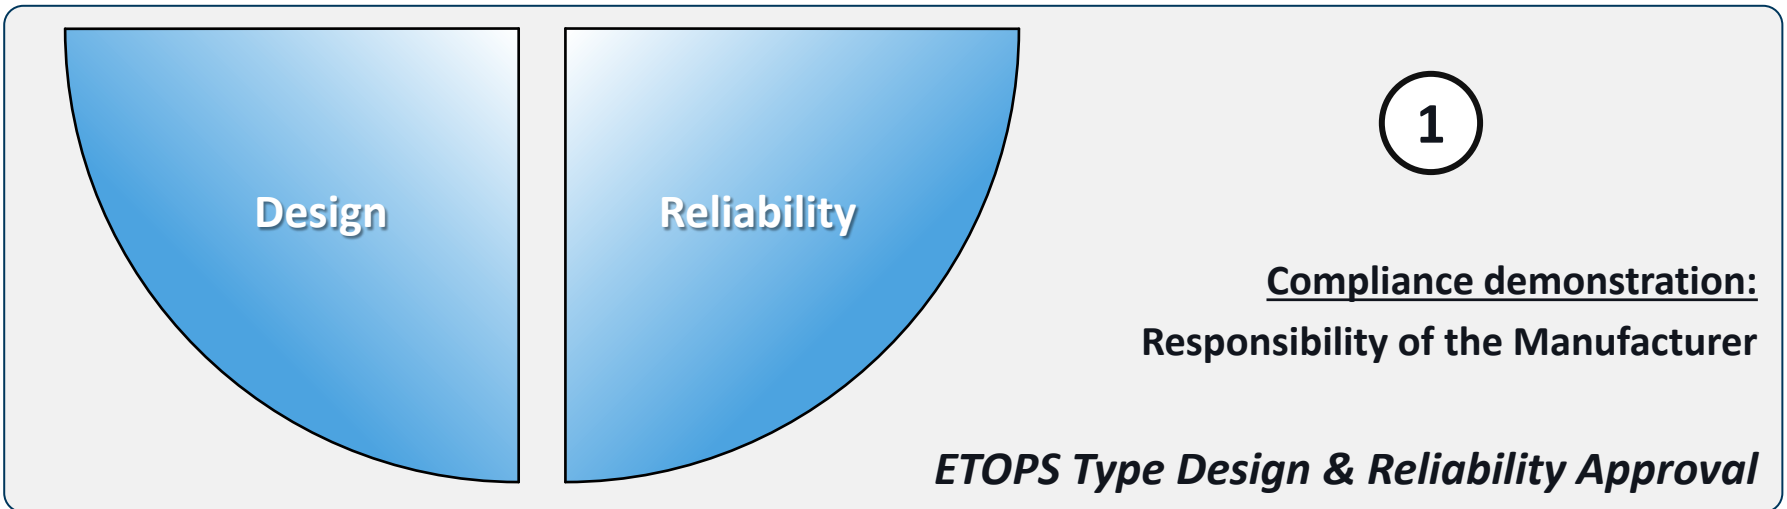 Design
Reliability
1
Compliance demonstration:
Responsibility of the Manufacturer
ETOPS Type Design & Reliability Approval